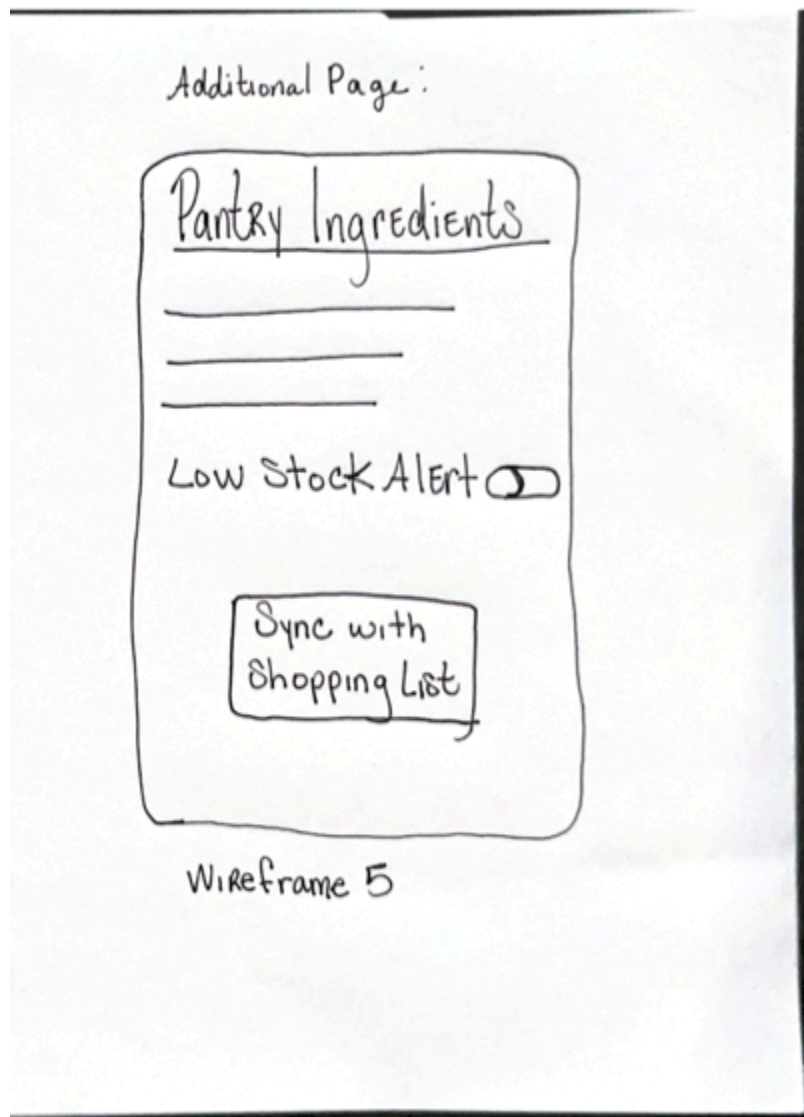 Additional Page:
Pantry Ingredients
Low Stock Alert
Sync with
Shopping List
Wireframe 5